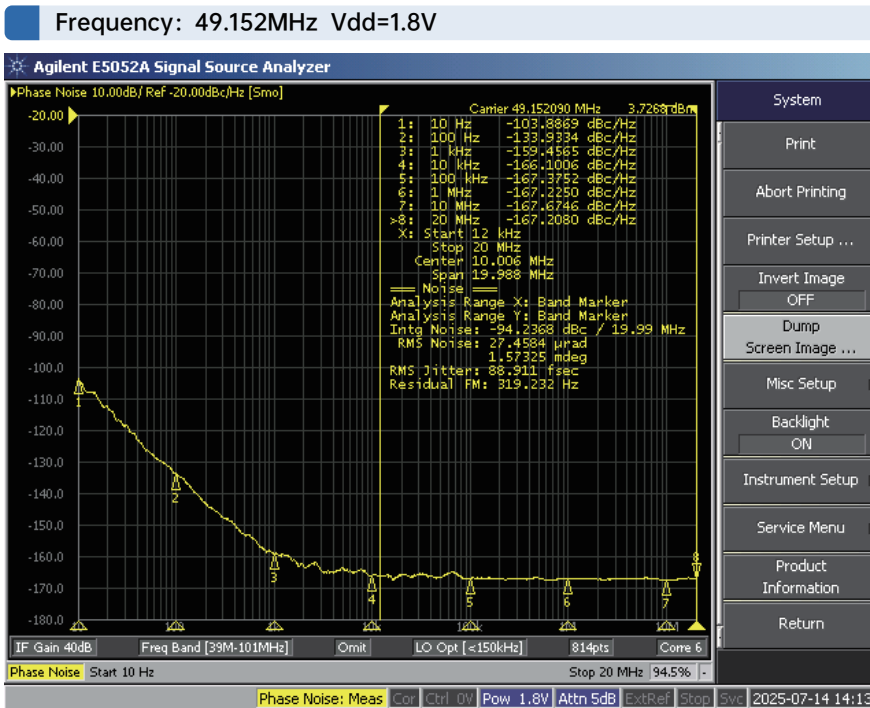 Frequency: 49.152MHz Vdd=1.8V
Agilent E5052A Signal Source Analyzer
Phase Noise 10.00dB/ Ref -20.00dBc/Hz [Smo]
Carrier 49.152090 MHz 3.7268 dBm
1: 10 Hz -103.8869 dBc/Hz
2: 100 Hz -133.9334 dBc/Hz
3: 1 kHz -159.4565 dBc/Hz
4: 10 kHz -166.1006 dBc/Hz
5: 100 kHz -167.3752 dBc/Hz
6: 1 MHz -167.2250 dBc/Hz
7: 10 MHz -167.6746 dBc/Hz
>8: 20 MHz -167.2080 dBc/Hz
X: Start 12 kHz
Stop 20 MHz
Center 10.006 MHz
Span 19.988 MHz
=== Noise ===
Analysis Range X: Band Marker
Analysis Range Y: Band Marker
Intg Noise: -94.2368 dBc / 19.99 MHz
RMS Noise: 27.4584 µrad
1.57325 mdeg
RMS Jitter: 88.911 fsec
Residual FM: 319.232 Hz
-20.00
-30.00
-40.00
-50.00
-60.00
-70.00
-80.00
-90.00
-100.0
-110.0
-120.0
-130.0
-140.0
-150.0
-160.0
-170.0
-180.0
1
2
3
4
5
6
7
8
10k
100k
10M
IF Gain 40dB
Freq Band [39M-101MHz]
Omit
LO Opt [<150kHz]
814pts
Corre 6
Phase Noise Start 10 Hz
Stop 20 MHz 94.5%
Phase Noise: Meas Cor Ctrl 0V Pow 1.8V Attn 5dB ExtRef Stop Svc 2025-07-14 14:13
System
Print
Abort Printing
Printer Setup ...
Invert Image
OFF
Dump
Screen Image ...
Misc Setup
Backlight
ON
Instrument Setup
Service Menu
Product
Information
Return